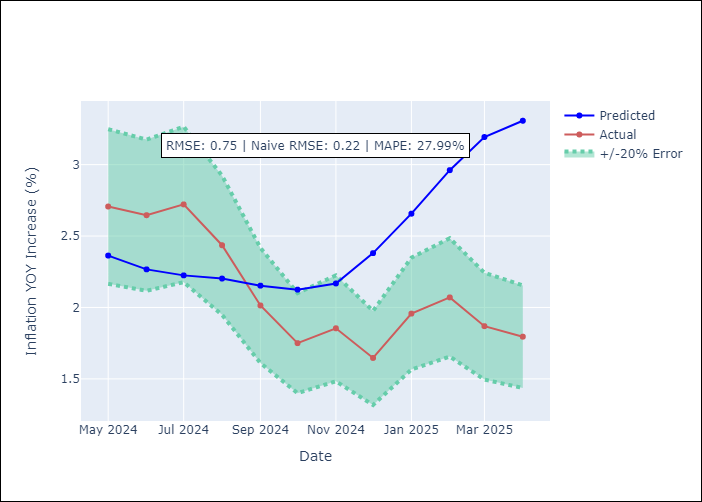 Predicted
Actual
+/-20% Error
RMSE: 0.75 | Naive RMSE: 0.22 | MAPE: 27.99%
Inflation YOY Increase (%)
3
2.5
2
1.5
May 2024 Jul 2024 Sep 2024 Nov 2024 Jan 2025 Mar 2025
Date